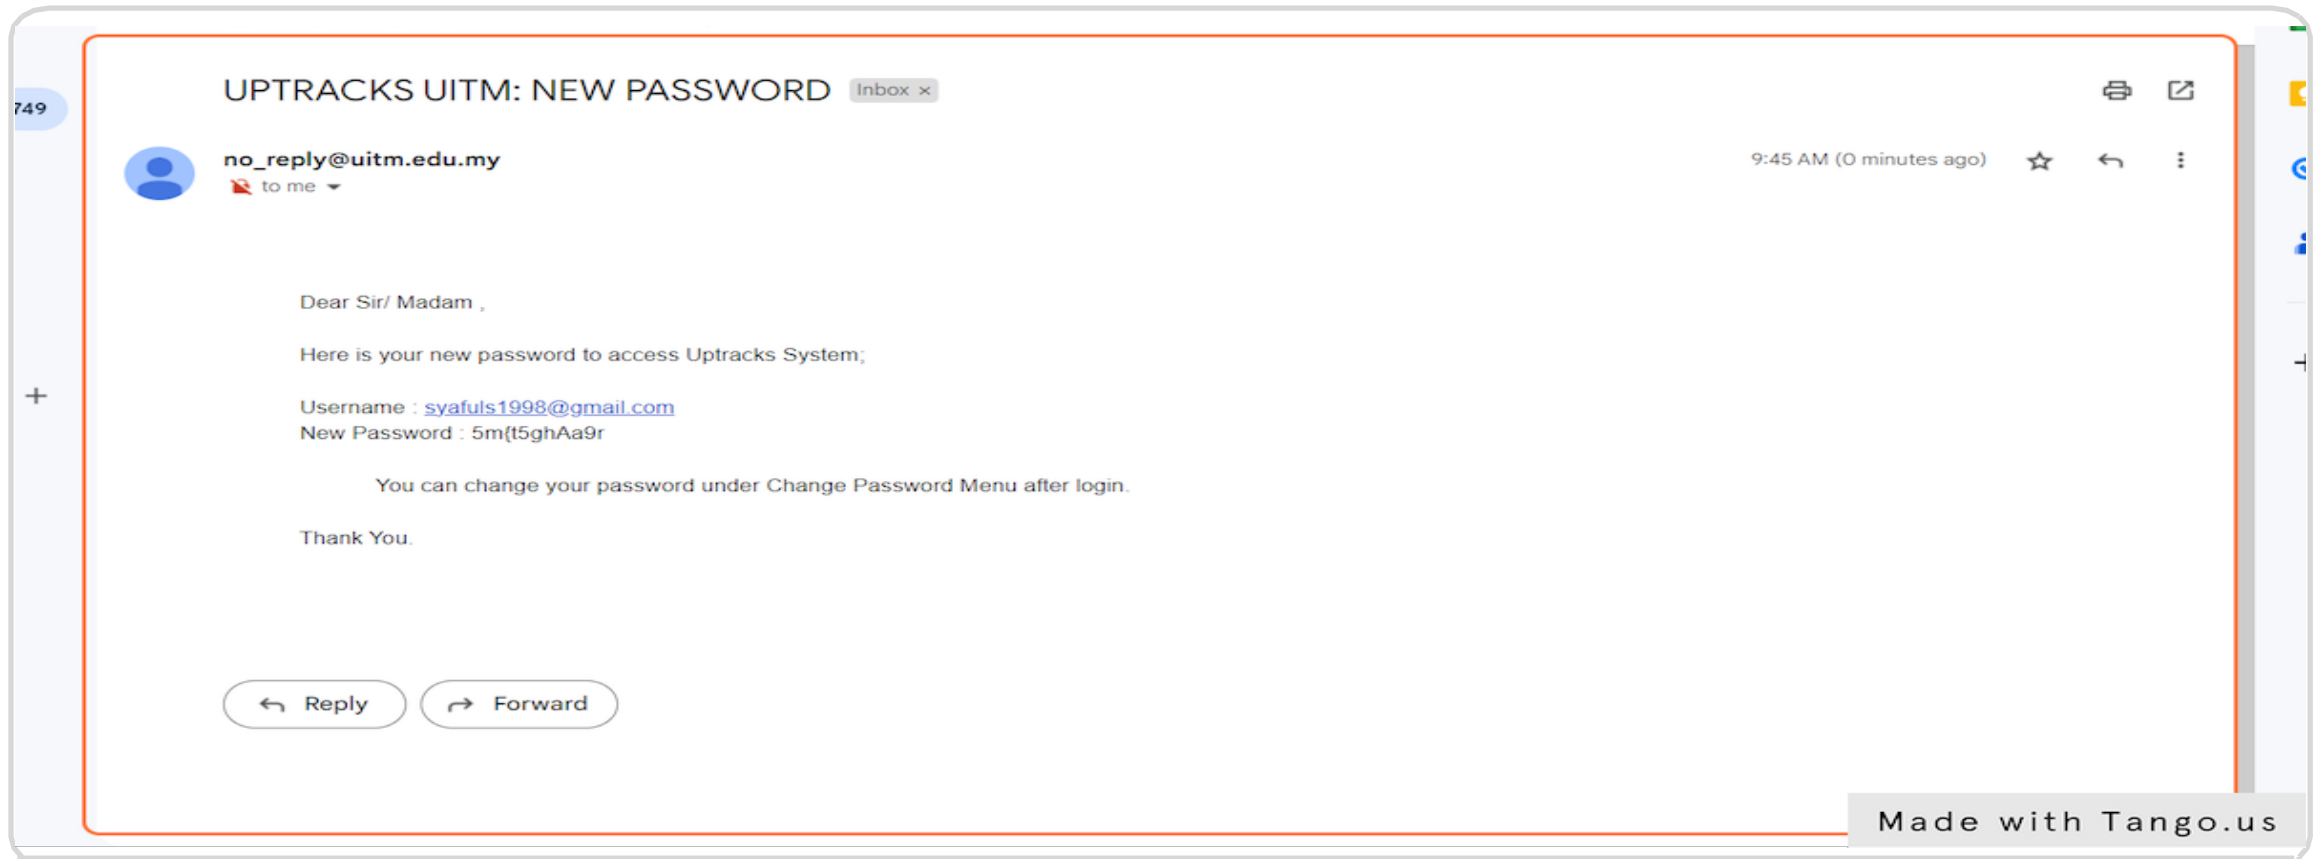 UPTRACKS UITM: NEW PASSWORD Inbox ×
749
no_reply@uitm.edu.my 9:45 AM (0 minutes ago)
to me
Dear Sir/ Madam ,
Here is your new password to access Uptracks System;
Username : syafuls1998@gmail.com
New Password : 5m{t5ghAa9r
You can change your password under Change Password Menu after login.
Thank You.
Reply Forward
Made with Tango.us